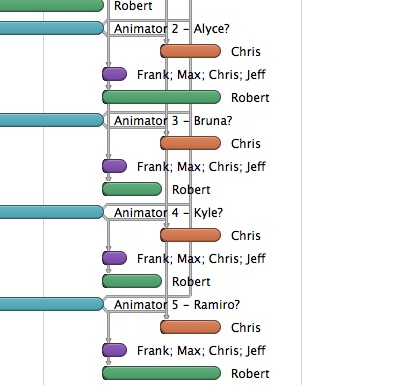 Robert
Animator 2 – Alyce?
Chris
Frank; Max; Chris; Jeff
Robert
Animator 3 – Bruna?
Chris
Frank; Max; Chris; Jeff
Robert
Animator 4 – Kyle?
Chris
Frank; Max; Chris; Jeff
Robert
Animator 5 – Ramiro?
Chris
Frank; Max; Chris; Jeff
Robert